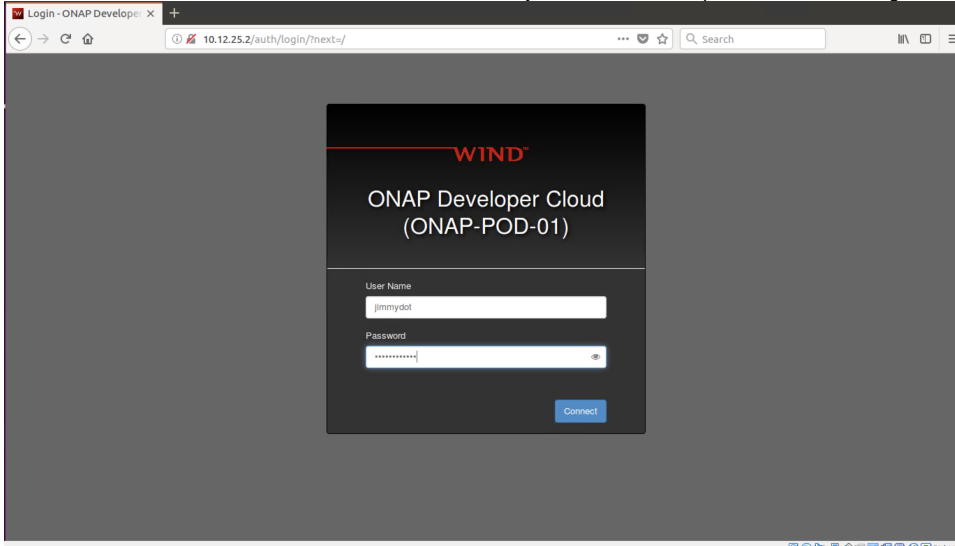 Login - ONAP Develope
10.12.25.2/auth/login/?next=/
Search
WIND™
ONAP Developer Cloud
(ONAP-POD-01)
User Name
jimmydot
Password
••••••••••••
Connect